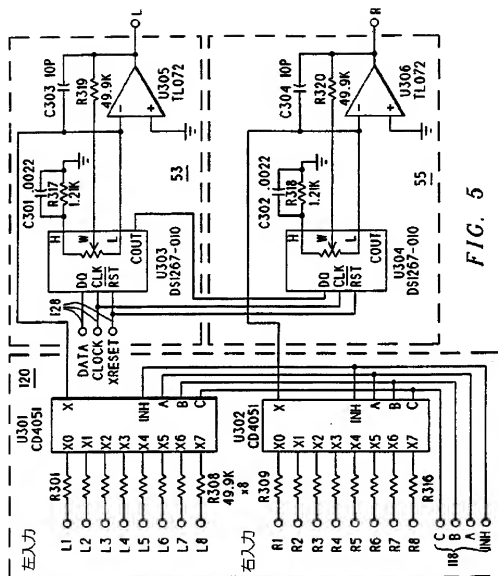 左入力
L1
L2
L3
L4
L5
L6
L7
L8
R301
R308
49.9K
x8
U301
CD4051
X0
X1
X2
X3
X4
X5
X6
X7
X
INH
A
B
C
120
128
DATA
CLOCK
XRESET
DQ
CLK
RST
H
W
L
COUT
U303
DS1267-010
C301 .0022
R317
1.21K
C303 10P
R319
49.9K
U305
TL072
-
+
L
53
右入力
R1
R2
R3
R4
R5
R6
R7
R8
R309
R316
U302
CD4051
X0
X1
X2
X3
X4
X5
X6
X7
X
INH
A
B
C
118
C
B
A
INH
DQ
CLK
RST
H
W
L
COUT
U304
DS1267-010
C302 .0022
R318
1.21K
C304 10P
R320
49.9K
U306
TL072
-
+
R
55
FIG. 5